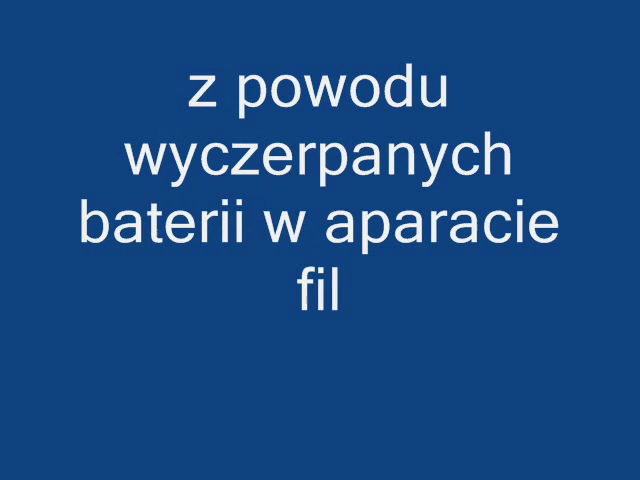 z powodu
wyczerpanych
baterii w aparacie
fil